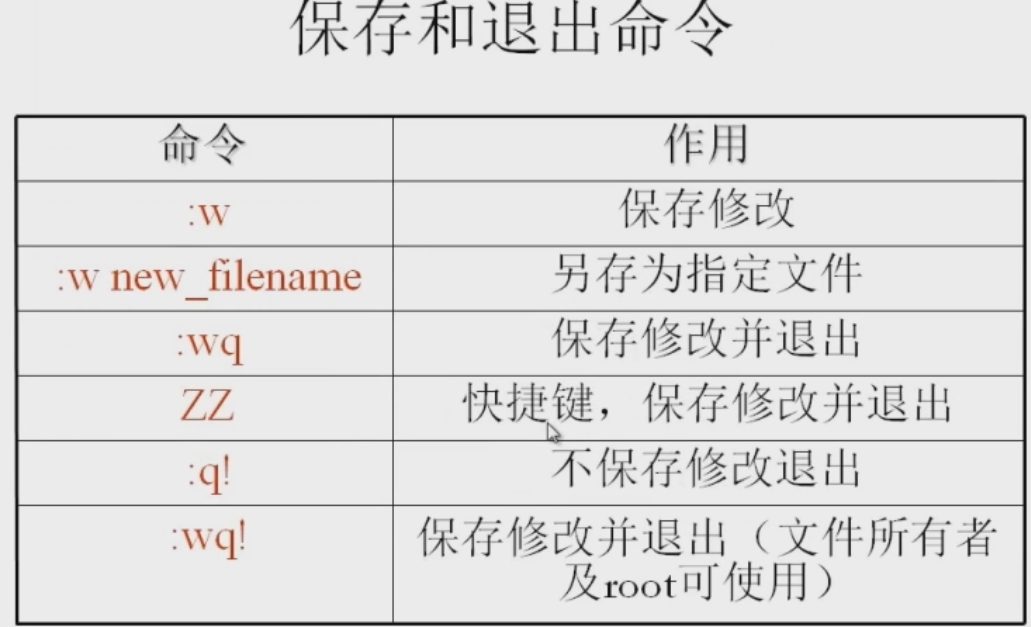 保存和退出命令
命令 作用
:w 保存修改
:w new_filename 另存为指定文件
:wq 保存修改并退出
ZZ 快捷键，保存修改并退出
:q! 不保存修改退出
:wq! 保存修改并退出（文件所有者
及root可使用）